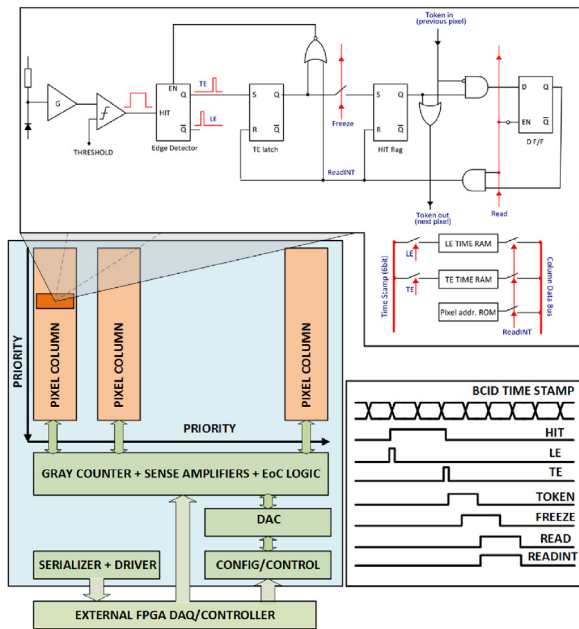 Token in
(previous pixel)
EN
TE
G
HIT
Q
S
Q
S
Q
D
Q
LE
Freeze
Q
R
Q
R
Q
EN
Q
THRESHOLD
Edge Detector
TE latch
HIT flag
D F/F
ReadINT
Token out
(next pixel)
Read
Time Stamp (6bit)
LE
LE TIME RAM
TE
TE TIME RAM
Pixel addr. ROM
ReadINT
Column Data Bus
PRIORITY
PIXEL COLUMN
PIXEL COLUMN
PIXEL COLUMN
PRIORITY
GRAY COUNTER + SENSE AMPLIFIERS + EoC LOGIC
DAC
SERIALIZER + DRIVER
CONFIG/CONTROL
EXTERNAL FPGA DAQ/CONTROLLER
BCID TIME STAMP
HIT
LE
TE
TOKEN
FREEZE
READ
READINT